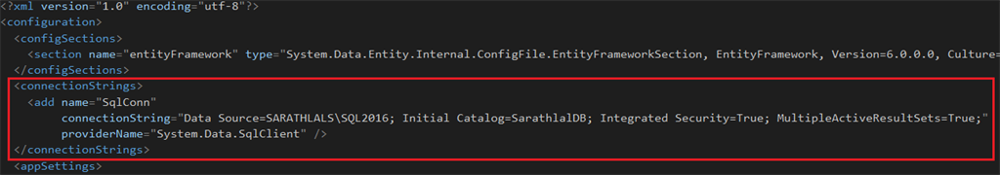 <?xml version="1.0" encoding="utf-8"?>
<configuration>
<configSections>
<section name="entityFramework" type="System.Data.Entity.Internal.ConfigFile.EntityFrameworkSection, EntityFramework, Version=6.0.0.0, Culture=
</configSections>
<connectionStrings>
<add name="SqlConn"
connectionString="Data Source=SARATHLALS\SQL2016; Initial Catalog=SarathlalDB; Integrated Security=True; MultipleActiveResultSets=True;"
providerName="System.Data.SqlClient" />
</connectionStrings>
<appSettings>